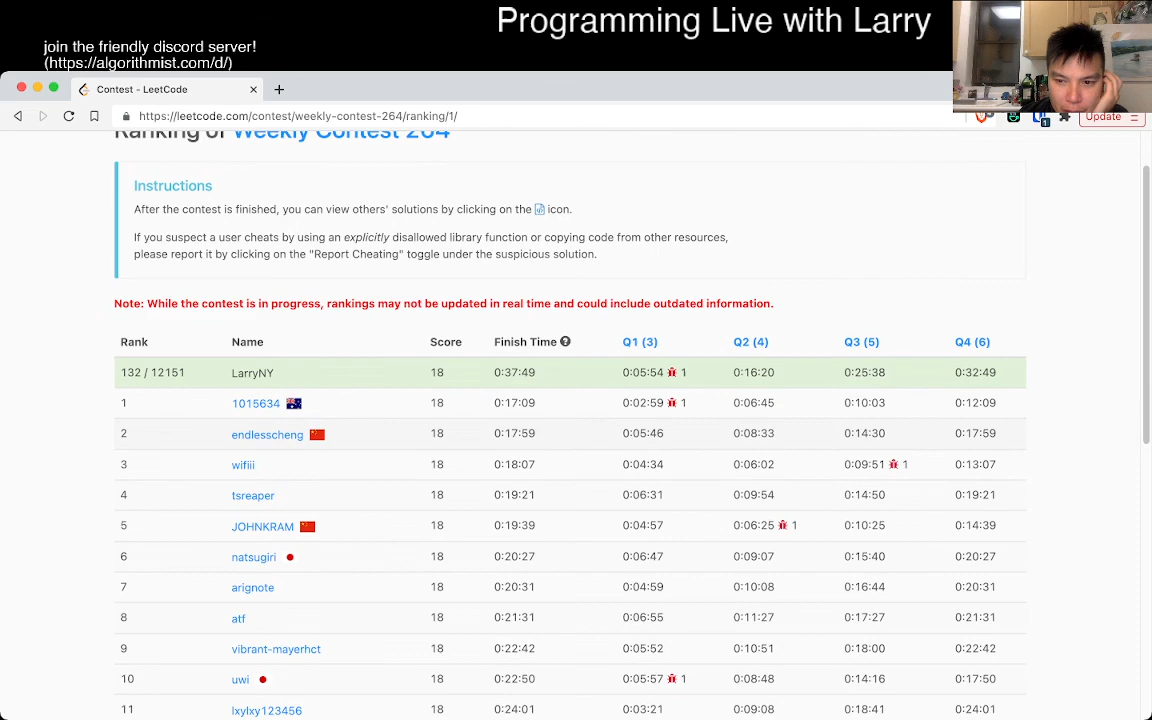 Programming Live with Larry
join the friendly discord server!
(https://algorithmist.com/d/)
Contest - LeetCode
https://leetcode.com/contest/weekly-contest-264/ranking/1/
Update
Ranking of Weekly Contest 264
Instructions
After the contest is finished, you can view others' solutions by clicking on the icon.
If you suspect a user cheats by using an explicitly disallowed library function or copying code from other resources,
please report it by clicking on the "Report Cheating" toggle under the suspicious solution.
Note: While the contest is in progress, rankings may not be updated in real time and could include outdated information.
Rank Name Score Finish Time Q1 (3) Q2 (4) Q3 (5) Q4 (6)
132 / 12151 LarryNY 18 0:37:49 0:05:54 1 0:16:20 0:25:38 0:32:49
1 1015634 18 0:17:09 0:02:59 1 0:06:45 0:10:03 0:12:09
2 endlesscheng 18 0:17:59 0:05:46 0:08:33 0:14:30 0:17:59
3 wifiii 18 0:18:07 0:04:34 0:06:02 0:09:51 1 0:13:07
4 tsreaper 18 0:19:21 0:06:31 0:09:54 0:14:50 0:19:21
5 JOHNKRAM 18 0:19:39 0:04:57 0:06:25 1 0:10:25 0:14:39
6 natsugiri 18 0:20:27 0:06:47 0:09:07 0:15:40 0:20:27
7 arignote 18 0:20:31 0:04:59 0:10:08 0:16:44 0:20:31
8 atf 18 0:21:31 0:06:55 0:11:27 0:17:27 0:21:31
9 vibrant-mayerhct 18 0:22:42 0:05:52 0:10:51 0:18:00 0:22:42
10 uwi 18 0:22:50 0:05:57 1 0:08:48 0:14:16 0:17:50
11 lxylxy123456 18 0:24:01 0:03:21 0:09:08 0:18:41 0:24:01